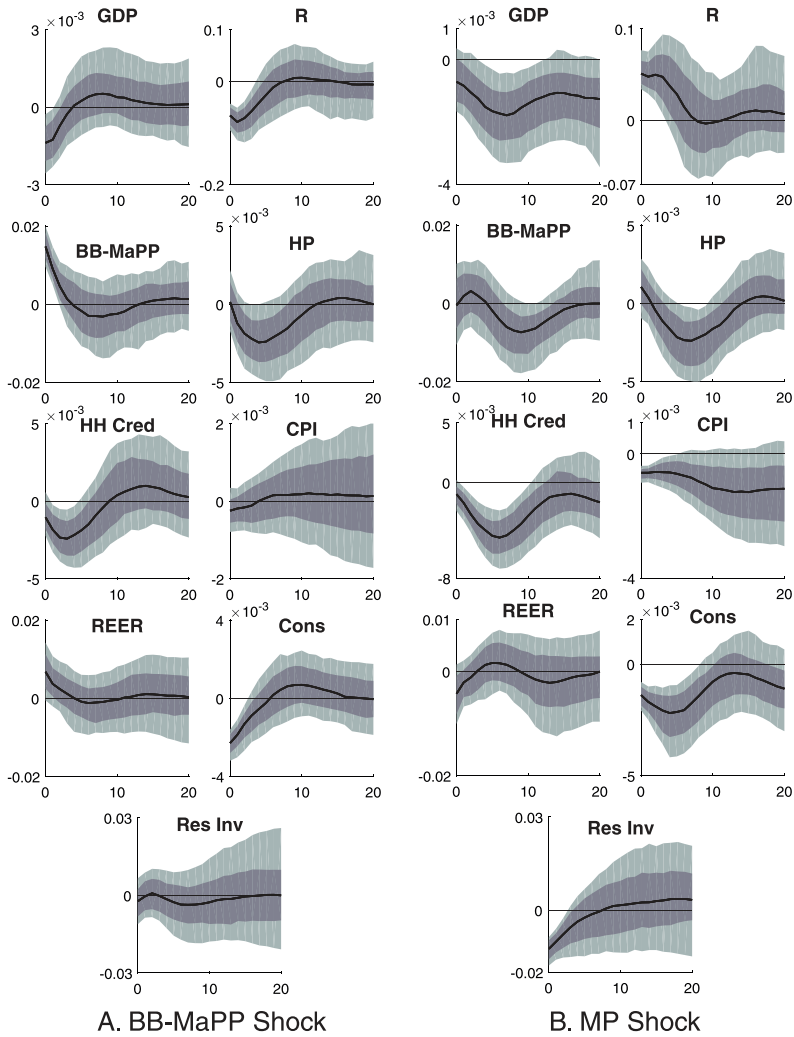 GDP R GDP R
×10⁻³ ×10⁻³
3 0.1 1 0.1
0 0 0 0
-3 -0.2 -4 -0.07
0 10 20 0 10 20 0 10 20 0 10 20
×10⁻³ ×10⁻³
0.02 5 0.02 5
BB-MaPP HP BB-MaPP HP
0 0 0 0
-0.02 -5 -0.02 -5
0 10 20 0 10 20 0 10 20 0 10 20
×10⁻³ ×10⁻³ ×10⁻³ ×10⁻³
5 2 5 1
HH Cred CPI HH Cred CPI
0 0 0 0
-5 -2 -8 -4
0 10 20 0 10 20 0 10 20 0 10 20
×10⁻³ ×10⁻³
0.02 4 0.01 2
REER Cons REER Cons
0 0 0 0
-0.02 -4 -0.02 -5
0 10 20 0 10 20 0 10 20 0 10 20
0.03 0.03
Res Inv Res Inv
0 0
-0.03 -0.02
0 10 20 0 10 20
A. BB-MaPP Shock B. MP Shock